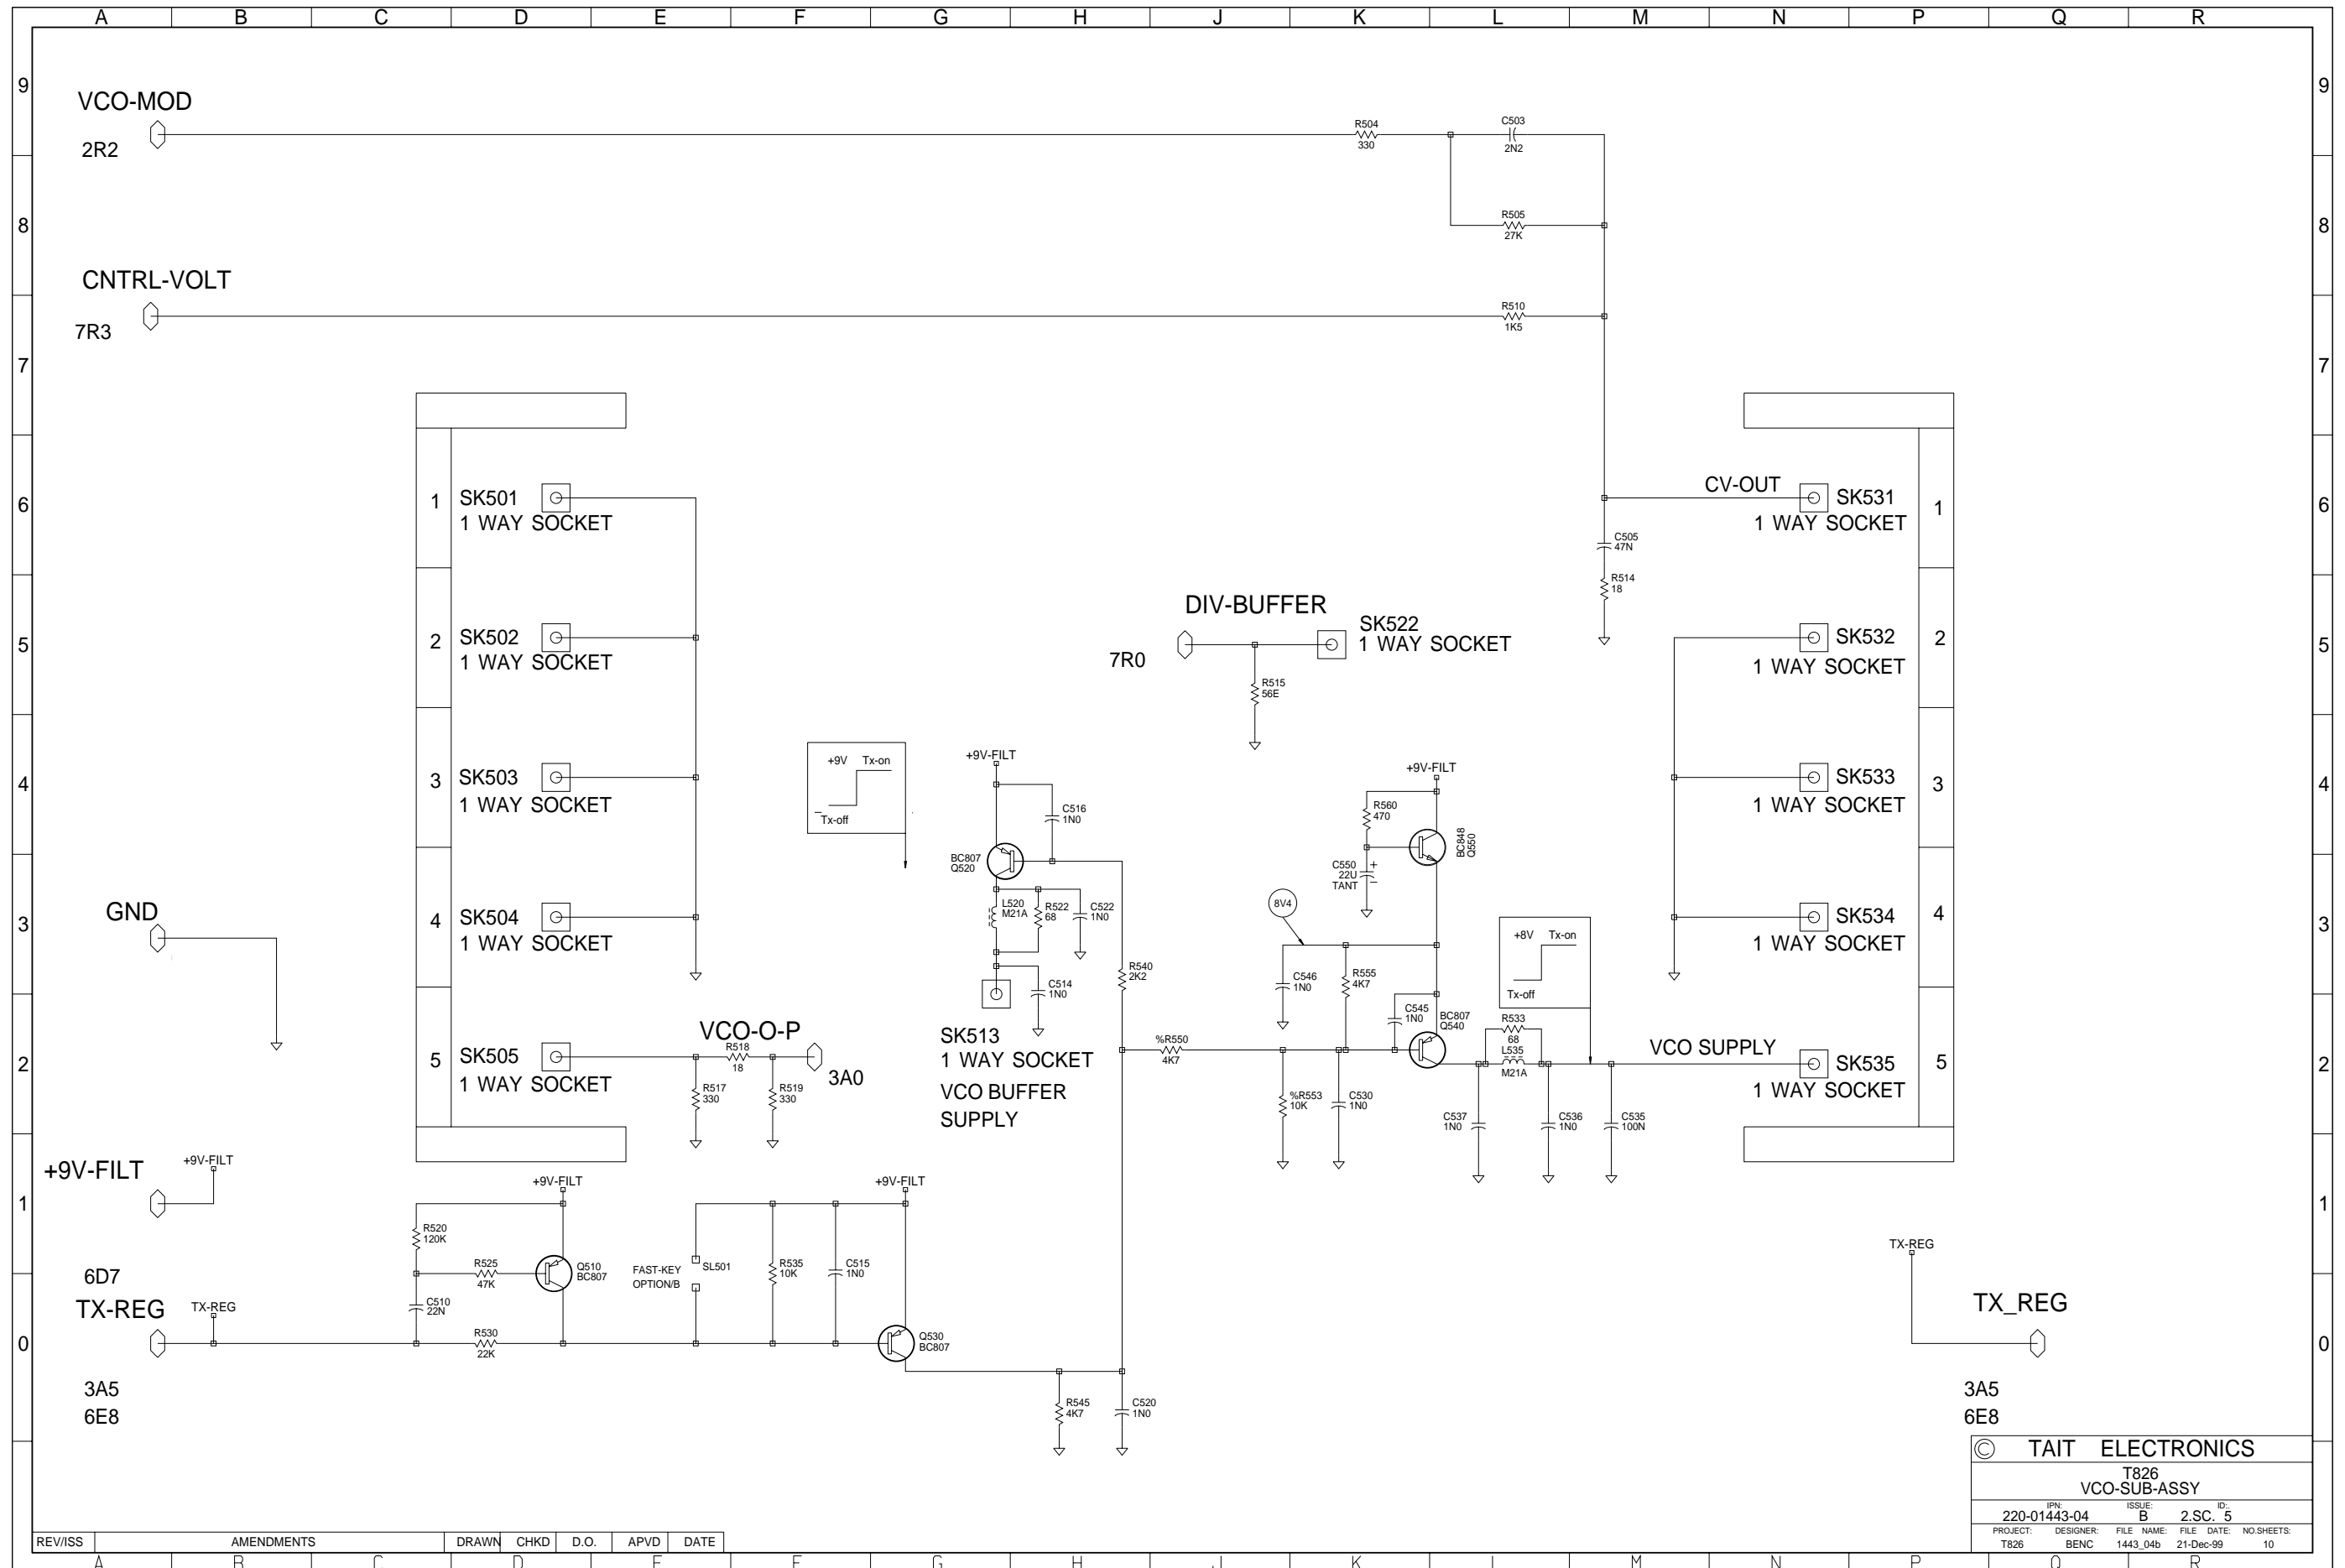 A B C D E F G H J K L M N P Q R
9 9
VCO-MOD
2R2
R504
330
C503
2N2
8 8
R505
27K
CNTRL-VOLT
7R3
R510
1K5
7 7
6 6
1 SK501
1 WAY SOCKET
CV-OUT SK531 1
1 WAY SOCKET
C505
47N
R514
18
5 5
2 SK502
1 WAY SOCKET
DIV-BUFFER
7R0
SK522
1 WAY SOCKET
R515
56E
SK532 2
1 WAY SOCKET
4 4
3 SK503
1 WAY SOCKET
+9V Tx-on
Tx-off
+9V-FILT
C516
1N0
BC807
Q520
+9V-FILT
R560
470
BC848
Q550
C550
22U
TANT
+
–
SK533 3
1 WAY SOCKET
3 3
GND
4 SK504
1 WAY SOCKET
L520
M21A
R522
68
C522
1N0
8V4
+8V Tx-on
Tx-off
SK534 4
1 WAY SOCKET
C514
1N0
R540
2K2
C546
1N0
R555
4K7
C545
1N0
BC807
Q540
R533
68
L535
M21A
2 2
5 SK505
1 WAY SOCKET
VCO-O-P
R518
18
3A0
R517
330
R519
330
SK513
1 WAY SOCKET
VCO BUFFER
SUPPLY
%R550
4K7
%R553
10K
C530
1N0
C537
1N0
C536
1N0
C535
100N
VCO SUPPLY SK535 5
1 WAY SOCKET
1 1
+9V-FILT +9V-FILT
+9V-FILT
+9V-FILT
R520
120K
R525
47K
Q510
BC807
C510
22N
R530
22K
FAST-KEY
OPTION/B
SL501
R535
10K
C515
1N0
Q530
BC807
6D7
TX-REG TX-REG
0 0
3A5
6E8
R545
4K7
C520
1N0
TX-REG
TX_REG
3A5
6E8
© TAIT ELECTRONICS
T826
VCO-SUB-ASSY
IPN: ISSUE: ID:.
220-01443-04 B 2.SC. 5
PROJECT: DESIGNER: FILE NAME: FILE DATE: NO.SHEETS:
T826 BENC 1443_04b 21-Dec-99 10
REV/ISS AMENDMENTS DRAWN CHKD D.O. APVD DATE
A B C D E F G H J K L M N P Q R